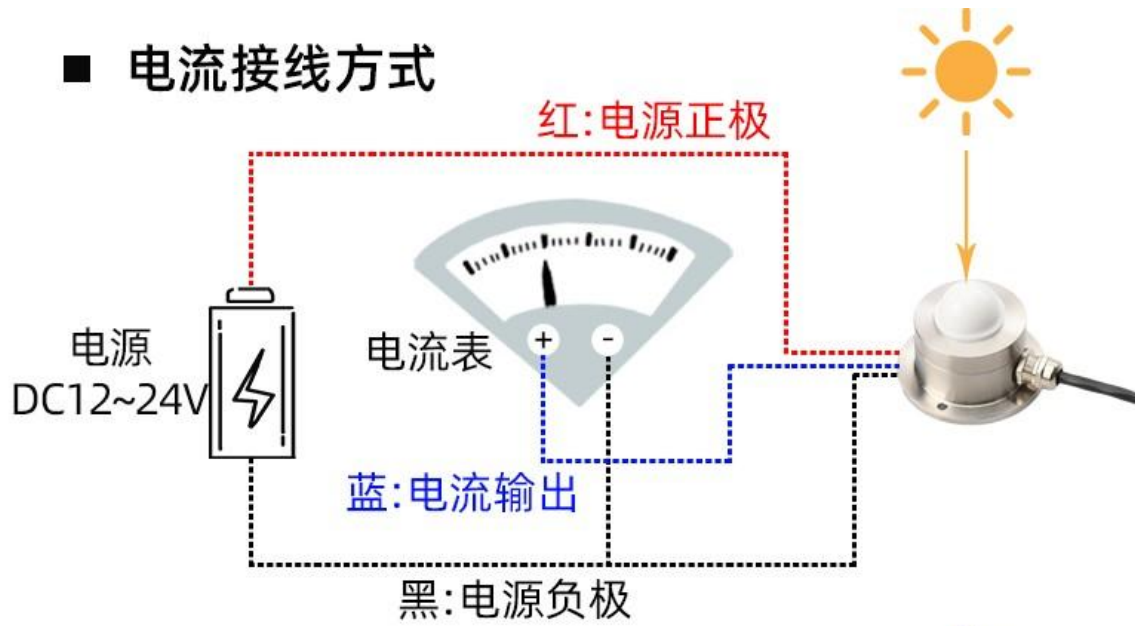 ■ 电流接线方式
红:电源正极
电源
DC12~24V
电流表
+ -
蓝:电流输出
黑:电源负极